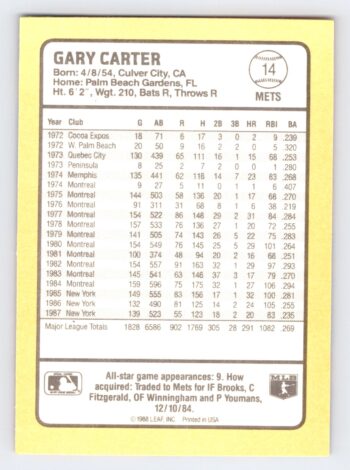 GARY CARTER
Born: 4/8/54, Culver City, CA
Home: Palm Beach Gardens, FL
Ht. 6'2", Wgt. 210, Bats R, Throws R
14
METS
Year Club G AB R H 2B 3B HR RBI BA
1972 Cocoa Expos 18 71 6 17 3 0 2 9 .239
1972 W. Palm Beach 20 50 9 16 2 2 0 5 .320
1973 Quebec City 130 439 65 111 16 1 15 68 .253
1973 Peninsula 8 25 2 7 2 0 0 1 .280
1974 Memphis 135 441 62 118 14 7 23 83 .268
1974 Montreal 9 27 5 11 0 1 1 6 .407
1975 Montreal 144 503 58 136 20 1 17 68 .270
1976 Montreal 91 311 31 68 8 1 6 38 .219
1977 Montreal 154 522 86 148 29 2 31 84 .284
1978 Montreal 157 533 76 136 27 1 20 72 .255
1979 Montreal 141 505 74 143 26 5 22 75 .283
1980 Montreal 154 549 76 145 25 5 29 101 .264
1981 Montreal 100 374 48 94 20 2 16 68 .251
1982 Montreal 154 557 91 163 32 1 29 97 .293
1983 Montreal 145 541 63 146 37 3 17 79 .270
1984 Montreal 159 596 75 175 32 1 27 106 .294
1985 New York 149 555 83 156 17 1 32 100 .281
1986 New York 132 490 81 125 14 2 24 105 .255
1987 New York 139 523 55 123 18 2 20 83 .235
Major League Totals 1828 6586 902 1769 305 28 291 1082 .269
All-star game appearances: 9. How
acquired: Traded to Mets for IF Brooks, C
Fitzgerald, OF Winningham and P Youmans,
12/10/84.
MLB
© 1988 LEAF, INC. Printed in USA